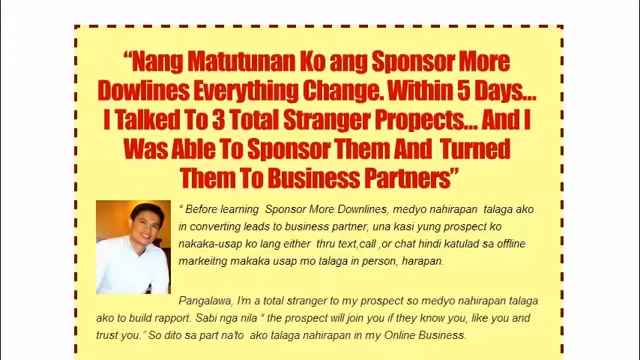 “Nang Matutunan Ko ang Sponsor More
Dowlines Everything Change. Within 5 Days...
I Talked To 3 Total Stranger Propects... And I
Was Able To Sponsor Them And Turned
Them To Business Partners”
“ Before learning Sponsor More Downlines, medyo nahirapan talaga ako
in converting leads to business partner, una kasi yung prospect ko
nakaka-usap ko lang either thru text,call ,or chat hindi katulad sa offline
markeitng makaka usap mo talaga in person, harapan.
Pangalawa, I'm a total stranger to my prospect so medyo nahirapan talaga
ako to build rapport. Sabi nga nila “ the prospect will join you if they know you, like you and
trust you.” So dito sa part na'to ako talaga nahirapan in my Online Business.